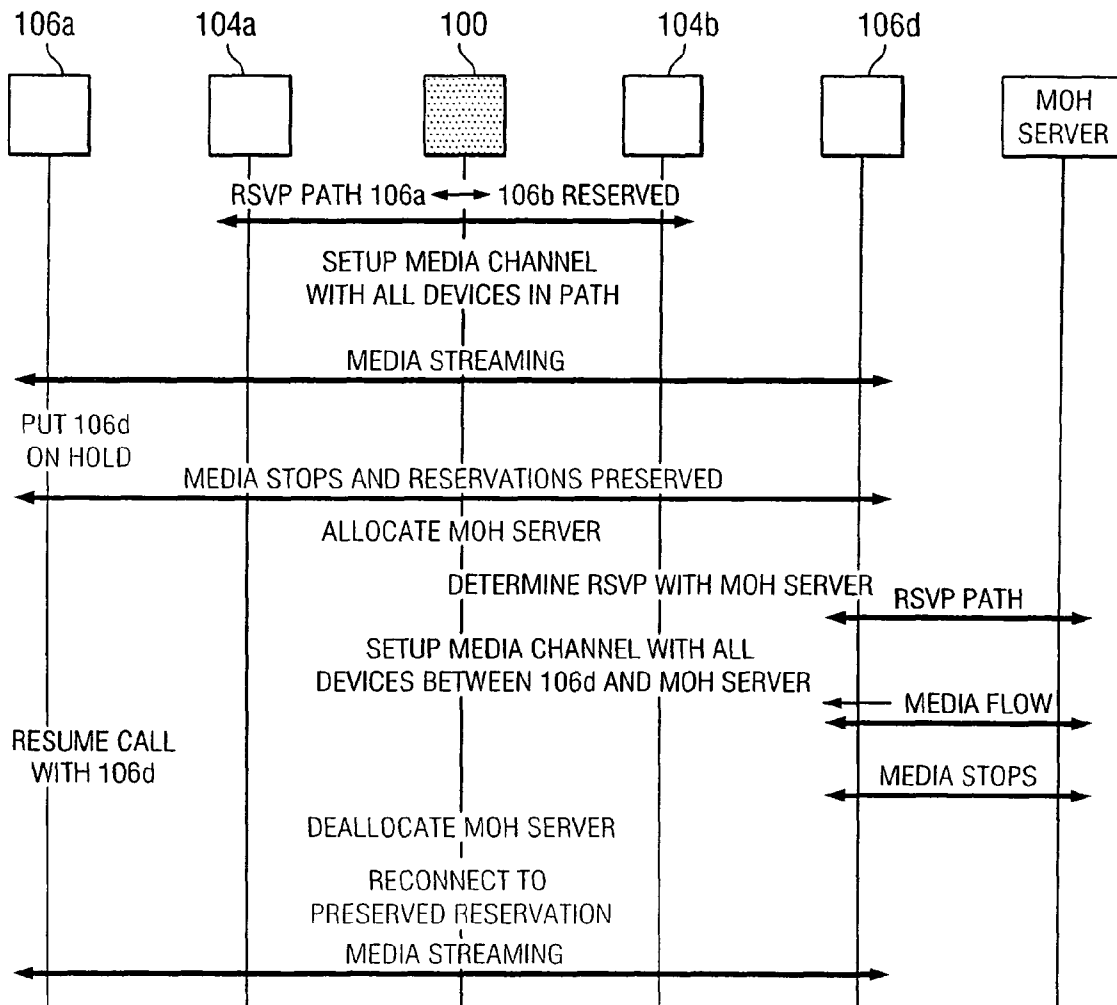 106a 104a 100 104b 106d
MOH
SERVER
RSVP PATH 106a 106b RESERVED
SETUP MEDIA CHANNEL
WITH ALL DEVICES IN PATH
MEDIA STREAMING
PUT 106d
ON HOLD
MEDIA STOPS AND RESERVATIONS PRESERVED
ALLOCATE MOH SERVER
DETERMINE RSVP WITH MOH SERVER
RSVP PATH
SETUP MEDIA CHANNEL WITH ALL
DEVICES BETWEEN 106d AND MOH SERVER
MEDIA FLOW
RESUME CALL
WITH 106d
MEDIA STOPS
DEALLOCATE MOH SERVER
RECONNECT TO
PRESERVED RESERVATION
MEDIA STREAMING